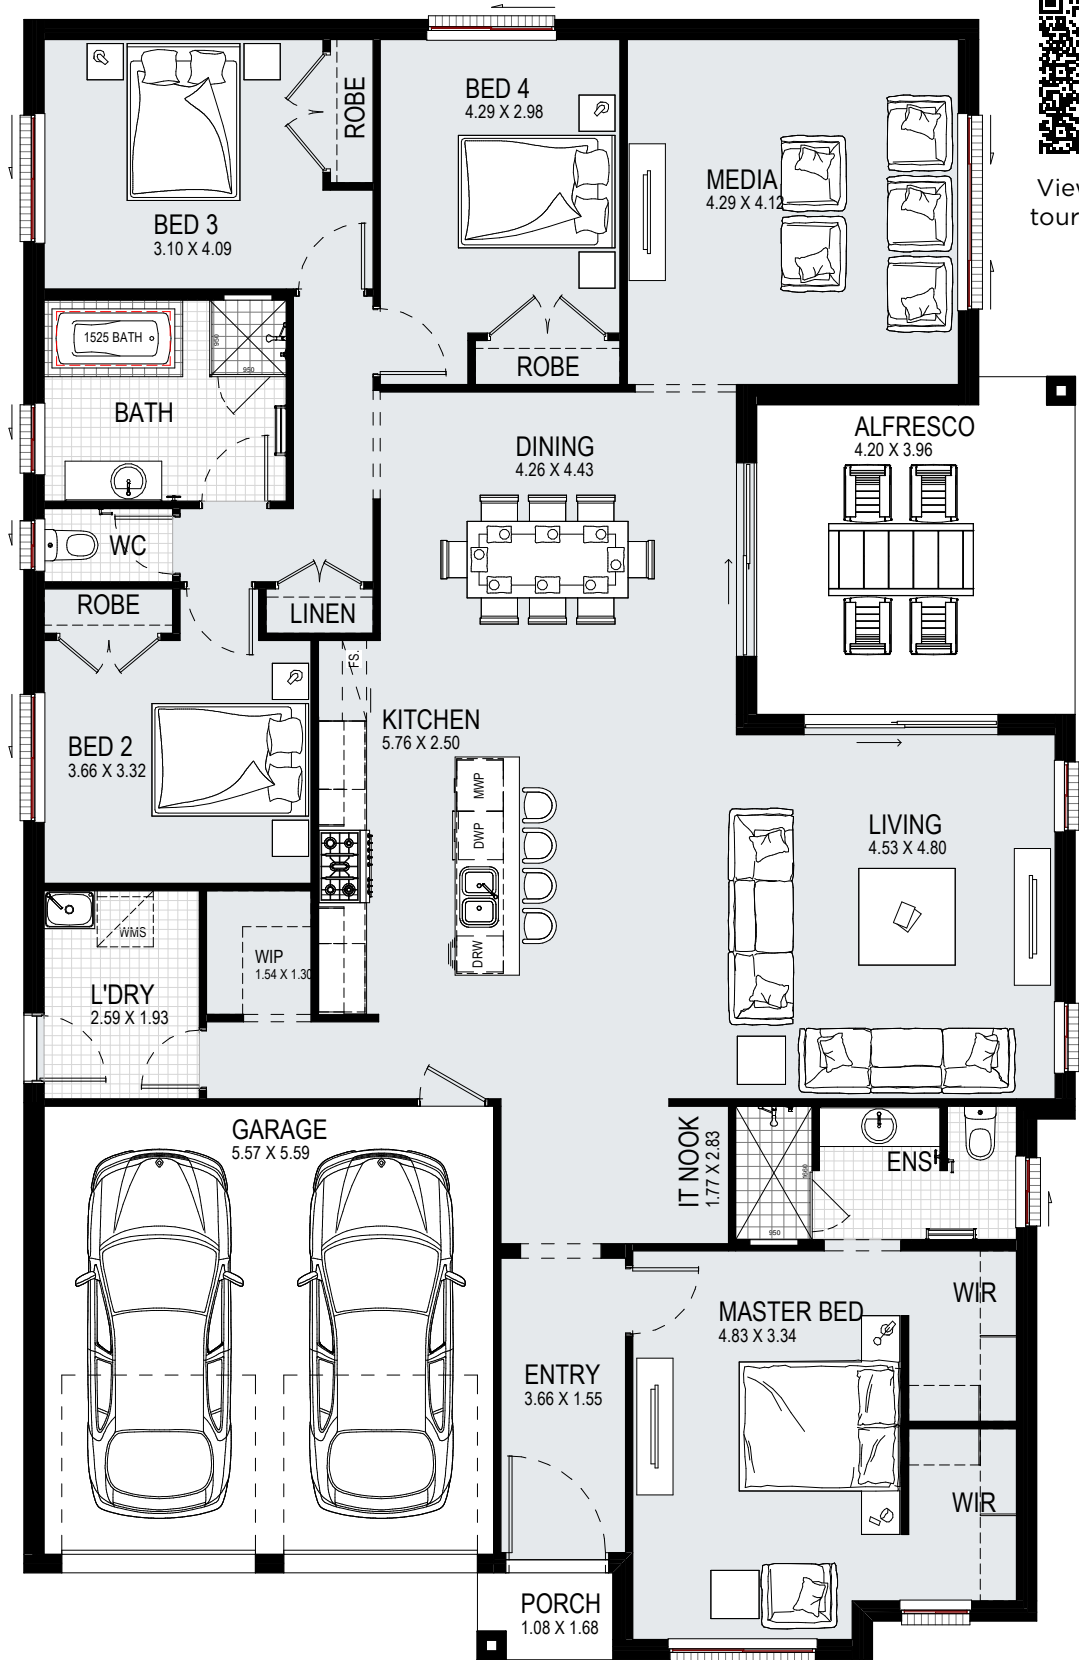 BED 3
3.10 X 4.09
ROBE
BED 4
4.29 X 2.98
ROBE
MEDIA
4.29 X 4.12
View
tour
1525 BATH
950
950
BATH
DINING
4.26 X 4.43
ALFRESCO
4.20 X 3.96
WC
ROBE
LINEN
FS.
KITCHEN
5.76 X 2.50
BED 2
3.66 X 3.32
MWP
DWP
DRW
LIVING
4.53 X 4.80
WMS
WIP
1.54 X 1.30
L'DRY
2.59 X 1.93
GARAGE
5.57 X 5.59
IT NOOK
1.77 X 2.83
ENS
950
WIR
MASTER BED
4.83 X 3.34
ENTRY
3.66 X 1.55
WIR
PORCH
1.08 X 1.68